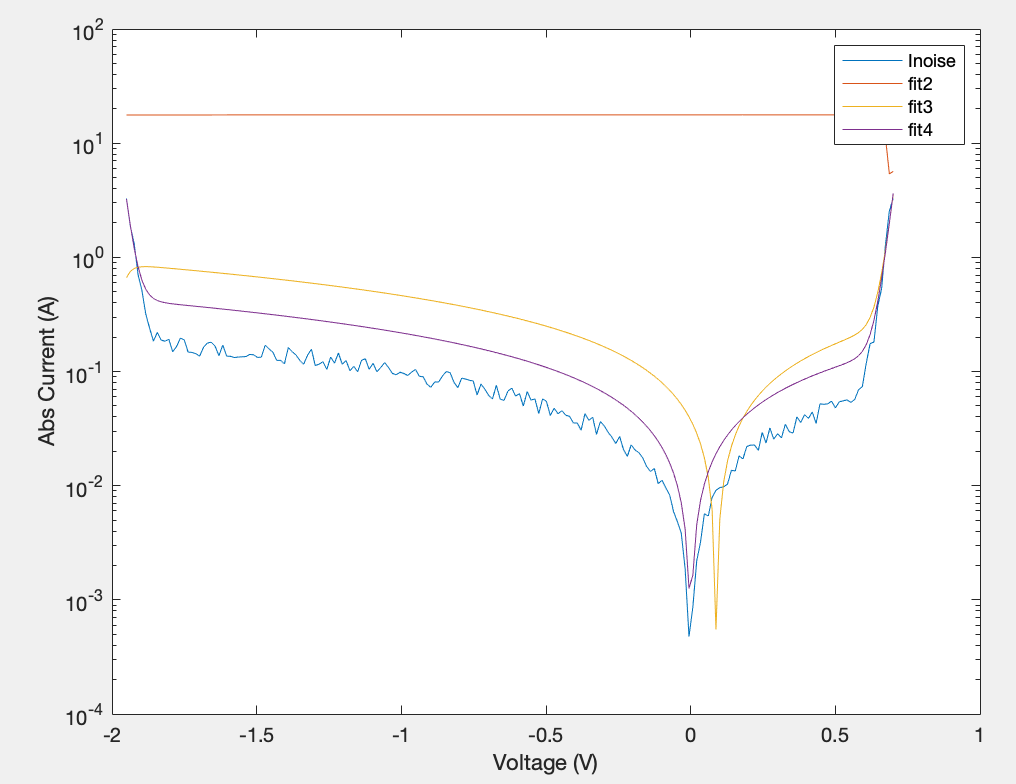 10^2
10^1
10^0
10^-1
10^-2
10^-3
10^-4
Abs Current (A)
-2 -1.5 -1 -0.5 0 0.5 1
Voltage (V)
Inoise
fit2
fit3
fit4